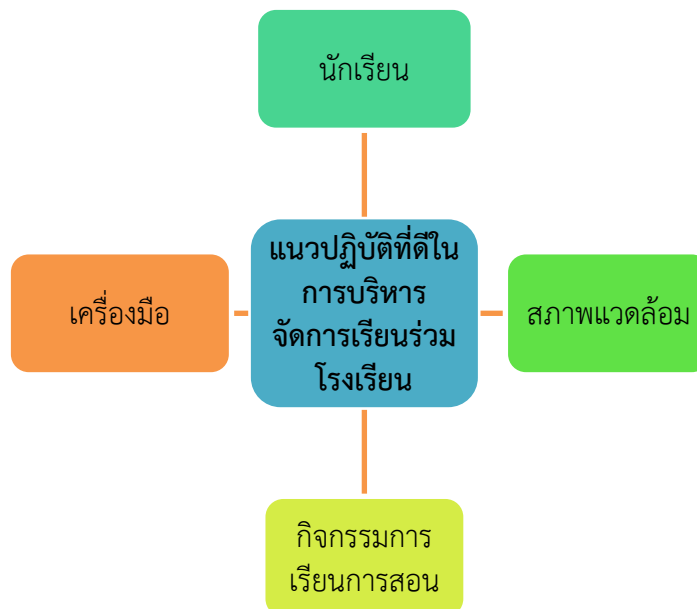 นักเรียน
แนวปฏิบัติที่ดีใน
การบริหาร
จัดการเรียนร่วม
โรงเรียน
เครื่องมือ
สภาพแวดล้อม
กิจกรรมการ
เรียนการสอน